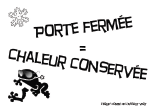 PORTE FERMÉE
=
CHALEUR CONSERVÉE